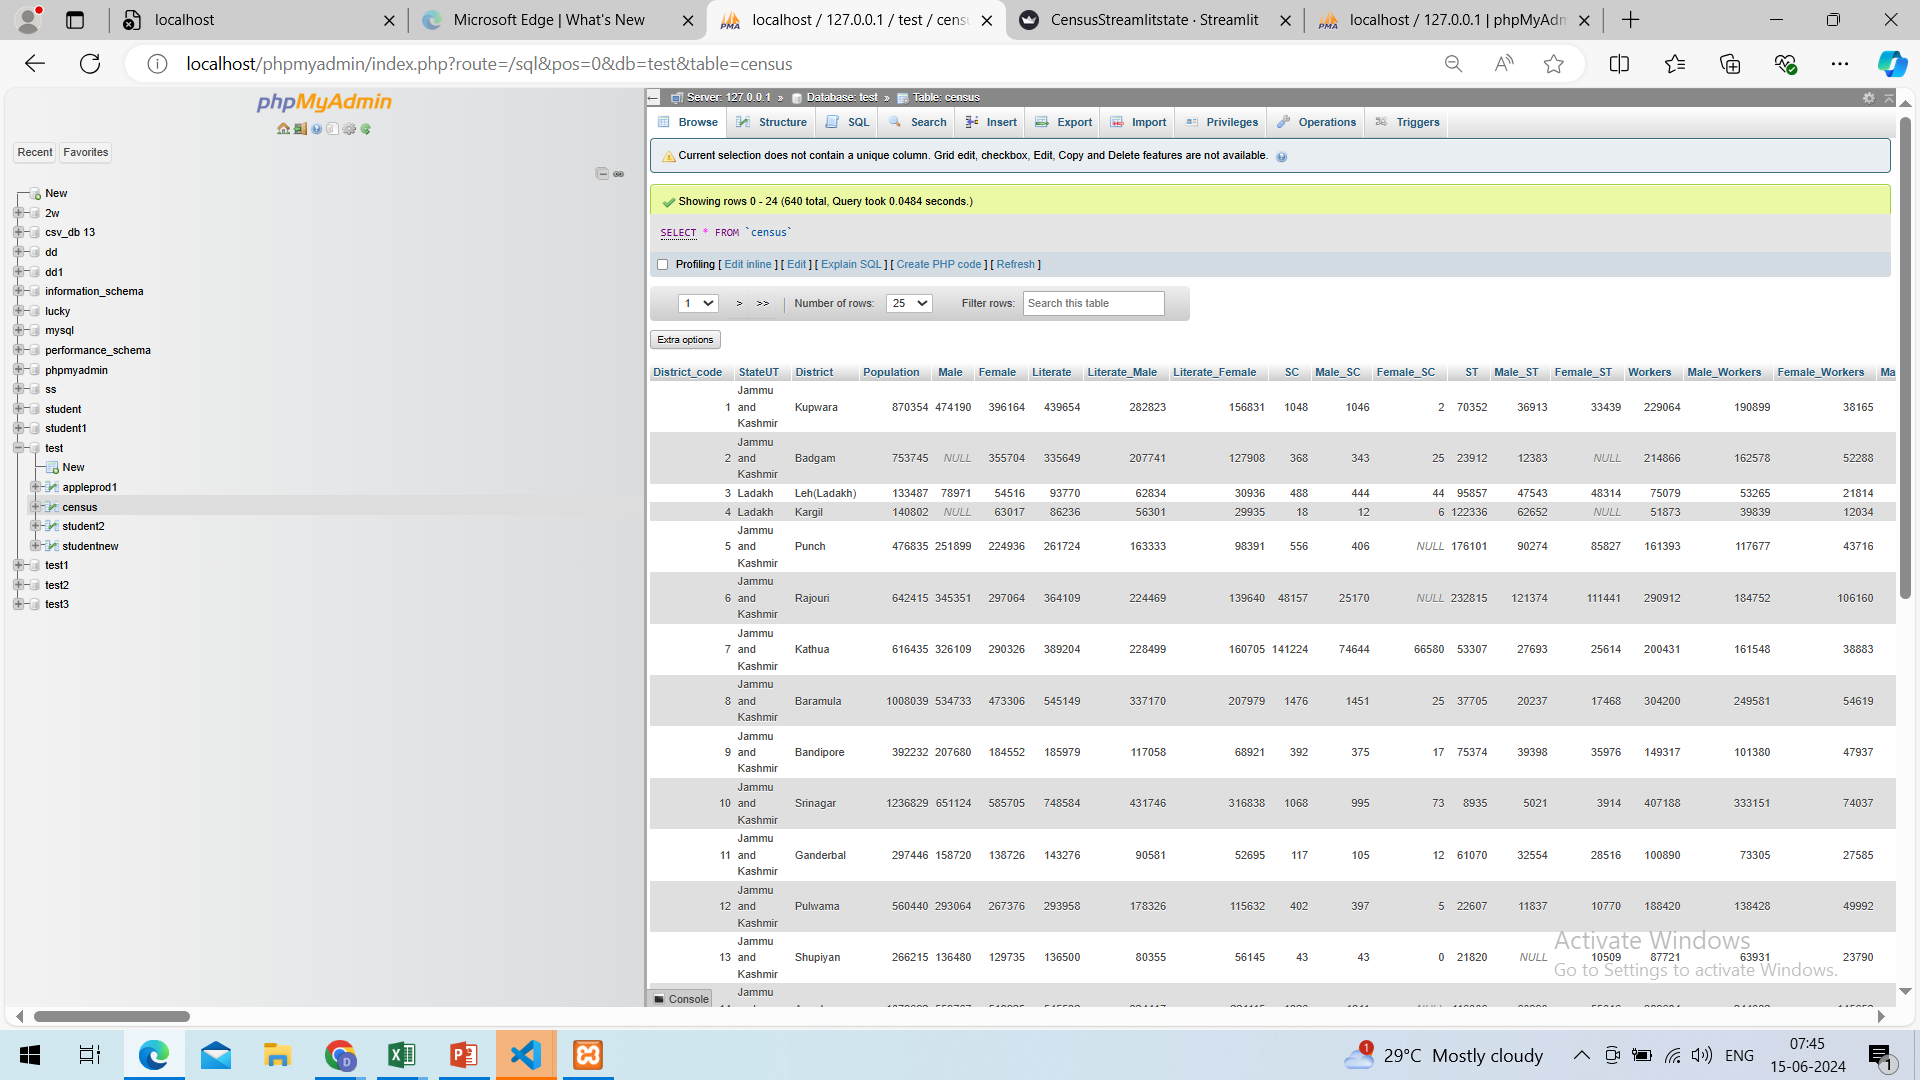 localhost
Microsoft Edge | What's New
localhost / 127.0.0.1 / test / cens
CensusStreamlitstate · Streamlit
localhost / 127.0.0.1 | phpMyAdm
localhost/phpmyadmin/index.php?route=/sql&pos=0&db=test&table=census
phpMyAdmin
Recent Favorites
New
2w
csv_db 13
dd
dd1
information_schema
lucky
mysql
performance_schema
phpmyadmin
ss
student
student1
test
New
appleprod1
census
student2
studentnew
test1
test2
test3
Server: 127.0.0.1 » Database: test » Table: census
Browse Structure SQL Search Insert Export Import Privileges Operations Triggers
Current selection does not contain a unique column. Grid edit, checkbox, Edit, Copy and Delete features are not available.
Showing rows 0 - 24 (640 total, Query took 0.0484 seconds.)
SELECT * FROM `census`
Profiling [ Edit inline ] [ Edit ] [ Explain SQL ] [ Create PHP code ] [ Refresh ]
1 > >> | Number of rows: 25 Filter rows: Search this table
Extra options
District_code StateUT District Population Male Female Literate Literate_Male Literate_Female SC Male_SC Female_SC ST Male_ST Female_ST Workers Male_Workers Female_Workers Ma
1 Jammu and Kashmir Kupwara 870354 474190 396164 439654 282823 156831 1048 1046 2 70352 36913 33439 229064 190899 38165
2 Jammu and Kashmir Badgam 753745 NULL 355704 335649 207741 127908 368 343 25 23912 12383 NULL 214866 162578 52288
3 Ladakh Leh(Ladakh) 133487 78971 54516 93770 62834 30936 488 444 44 95857 47543 48314 75079 53265 21814
4 Ladakh Kargil 140802 NULL 63017 86236 56301 29935 18 12 6 122336 62652 NULL 51873 39839 12034
5 Jammu and Kashmir Punch 476835 251899 224936 261724 163333 98391 556 406 NULL 176101 90274 85827 161393 117677 43716
6 Jammu and Kashmir Rajouri 642415 345351 297064 364109 224469 139640 48157 25170 NULL 232815 121374 111441 290912 184752 106160
7 Jammu and Kashmir Kathua 616435 326109 290326 389204 228499 160705 141224 74644 66580 53307 27693 25614 200431 161548 38883
8 Jammu and Kashmir Baramula 1008039 534733 473306 545149 337170 207979 1476 1451 25 37705 20237 17468 304200 249581 54619
9 Jammu and Kashmir Bandipore 392232 207680 184552 185979 117058 68921 392 375 17 75374 39398 35976 149317 101380 47937
10 Jammu and Kashmir Srinagar 1236829 651124 585705 748584 431746 316838 1068 995 73 8935 5021 3914 407188 333151 74037
11 Jammu and Kashmir Ganderbal 297446 158720 138726 143276 90581 52695 117 105 12 61070 32554 28516 100890 73305 27585
12 Jammu and Kashmir Pulwama 560440 293064 267376 293958 178326 115632 402 397 5 22607 11837 10770 188420 138428 49992
13 Jammu and Kashmir Shupiyan 266215 136480 129735 136500 80355 56145 43 43 0 21820 NULL 10509 87721 63931 23790
Jammu
Activate Windows
Go to Settings to activate Windows.
Console
1 29°C Mostly cloudy ENG 07:45
15-06-2024 1